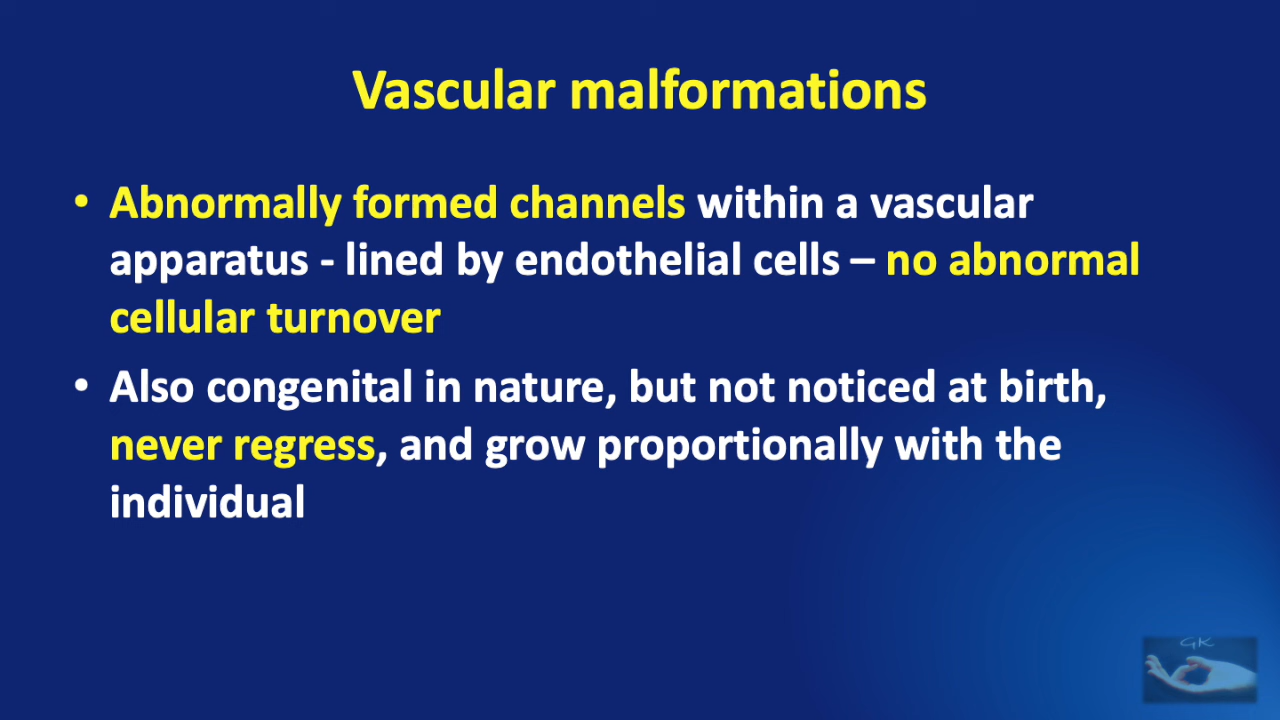 Vascular malformations
• Abnormally formed channels within a vascular
apparatus - lined by endothelial cells – no abnormal
cellular turnover
• Also congenital in nature, but not noticed at birth,
never regress, and grow proportionally with the
individual
GK